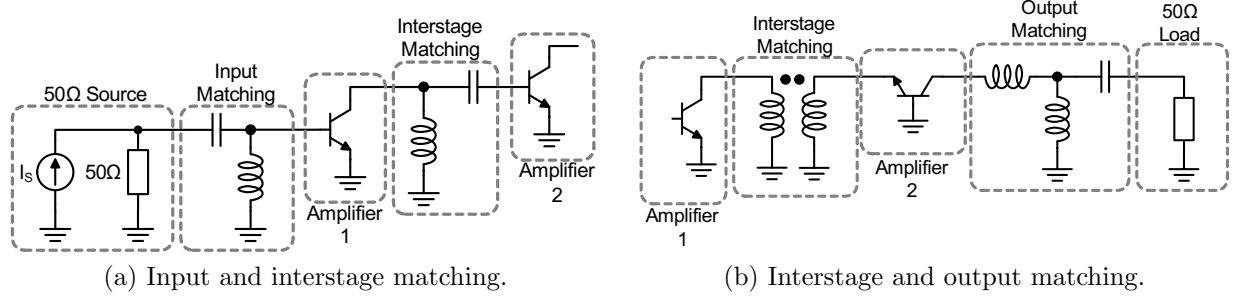 50Ω Source
Input
Matching
Interstage
Matching
I_S
50Ω
Amplifier
1
Amplifier
2
(a) Input and interstage matching.
Interstage
Matching
Output
Matching
50Ω
Load
Amplifier
1
Amplifier
2
(b) Interstage and output matching.